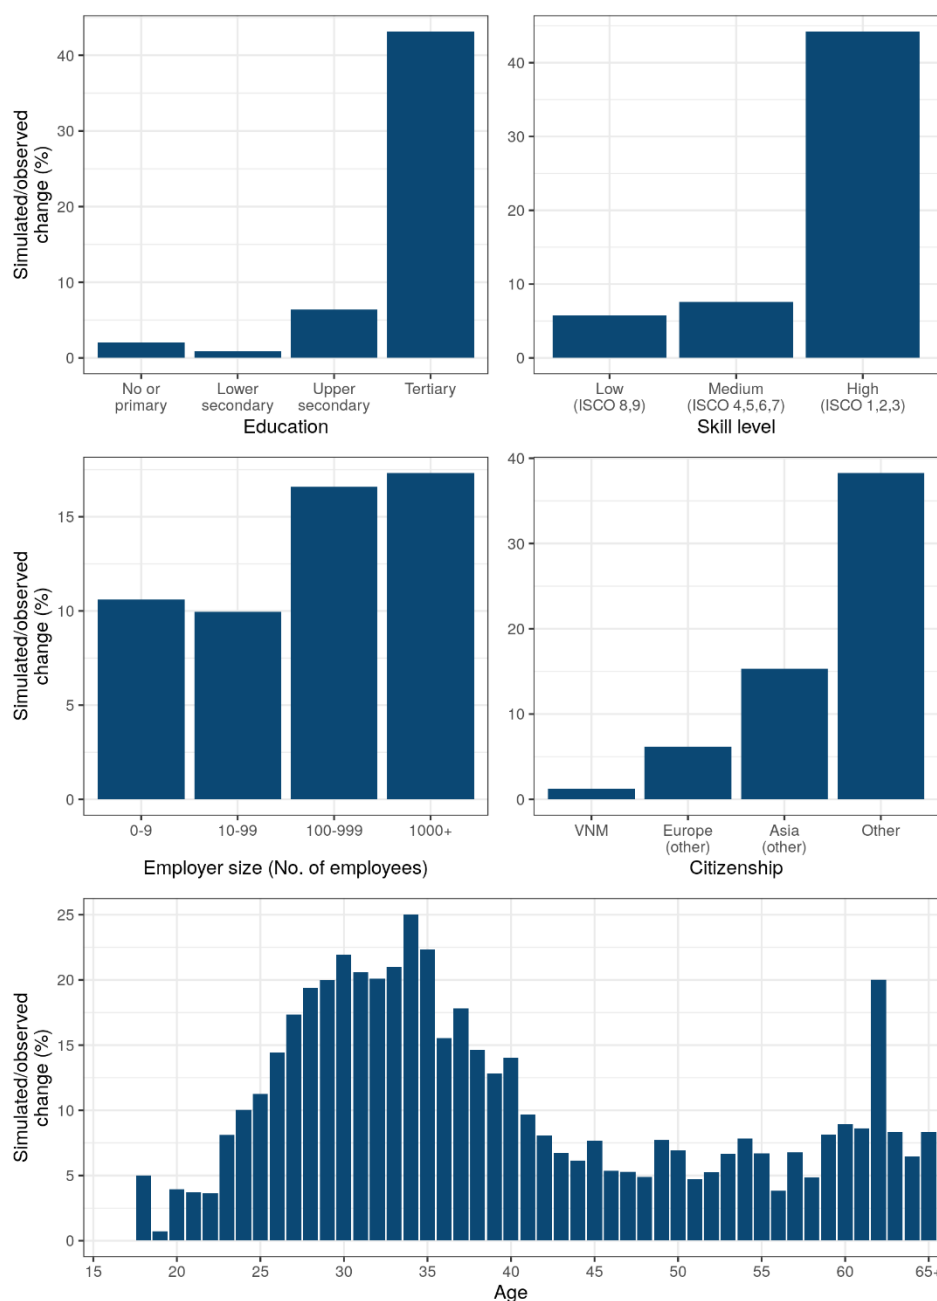 Simulated/observed
change (%)
40
30
20
10
0
No or
primary
Lower
secondary
Upper
secondary
Tertiary
Education
40
30
20
10
0
Low
(ISCO 8,9)
Medium
(ISCO 4,5,6,7)
High
(ISCO 1,2,3)
Skill level
Simulated/observed
change (%)
15
10
5
0
0-9
10-99
100-999
1000+
Employer size (No. of employees)
40
30
20
10
0
VNM
Europe
(other)
Asia
(other)
Other
Citizenship
Simulated/observed
change (%)
25
20
15
10
5
0
15
20
25
30
35
40
45
50
55
60
65+
Age